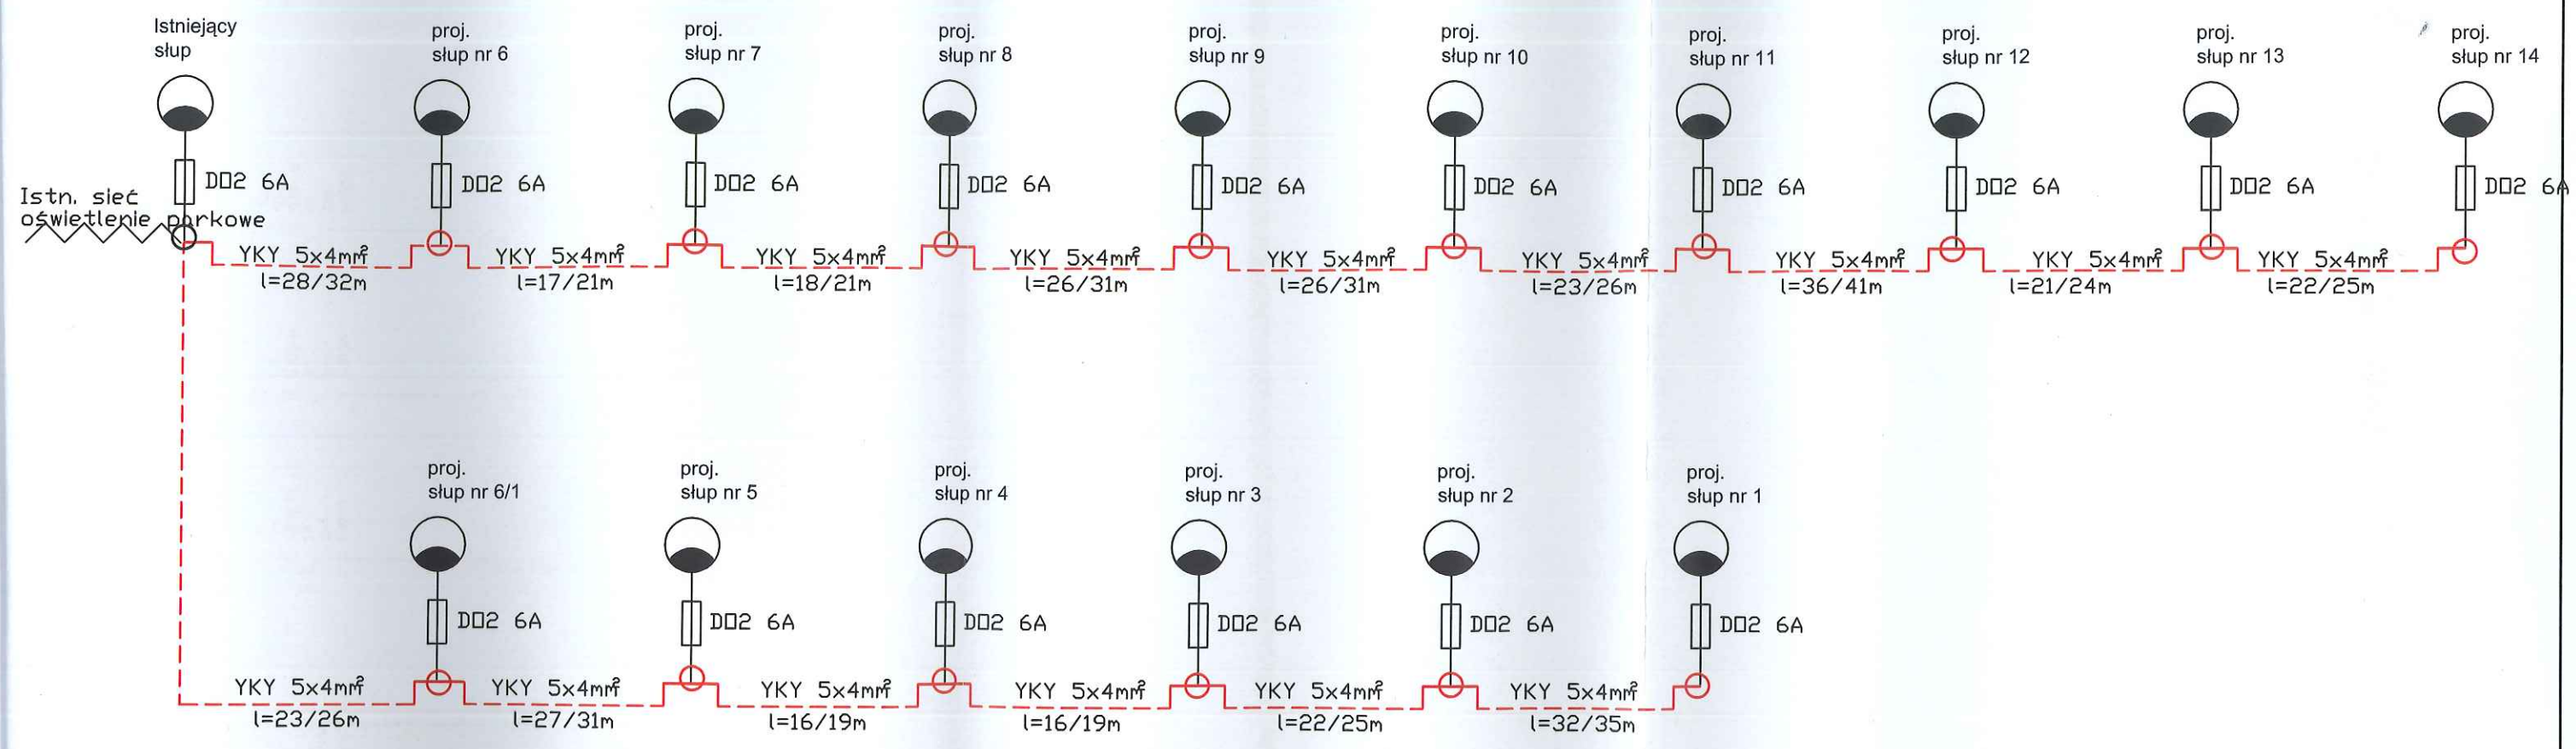 Istniejący
słup
proj.
słup nr 6
proj.
słup nr 7
proj.
słup nr 8
proj.
słup nr 9
proj.
słup nr 10
proj.
słup nr 11
proj.
słup nr 12
proj.
słup nr 13
proj.
słup nr 14
DO2 6A
DO2 6A
DO2 6A
DO2 6A
DO2 6A
DO2 6A
DO2 6A
DO2 6A
DO2 6A
DO2 6A
Istn. sieć
oświetlenie parkowe
YKY 5x4mm²
l=28/32m
YKY 5x4mm²
l=17/21m
YKY 5x4mm²
l=18/21m
YKY 5x4mm²
l=26/31m
YKY 5x4mm²
l=26/31m
YKY 5x4mm²
l=23/26m
YKY 5x4mm²
l=36/41m
YKY 5x4mm²
l=21/24m
YKY 5x4mm²
l=22/25m
proj.
słup nr 6/1
proj.
słup nr 5
proj.
słup nr 4
proj.
słup nr 3
proj.
słup nr 2
proj.
słup nr 1
DO2 6A
DO2 6A
DO2 6A
DO2 6A
DO2 6A
DO2 6A
YKY 5x4mm²
l=23/26m
YKY 5x4mm²
l=27/31m
YKY 5x4mm²
l=16/19m
YKY 5x4mm²
l=16/19m
YKY 5x4mm²
l=22/25m
YKY 5x4mm²
l=32/35m